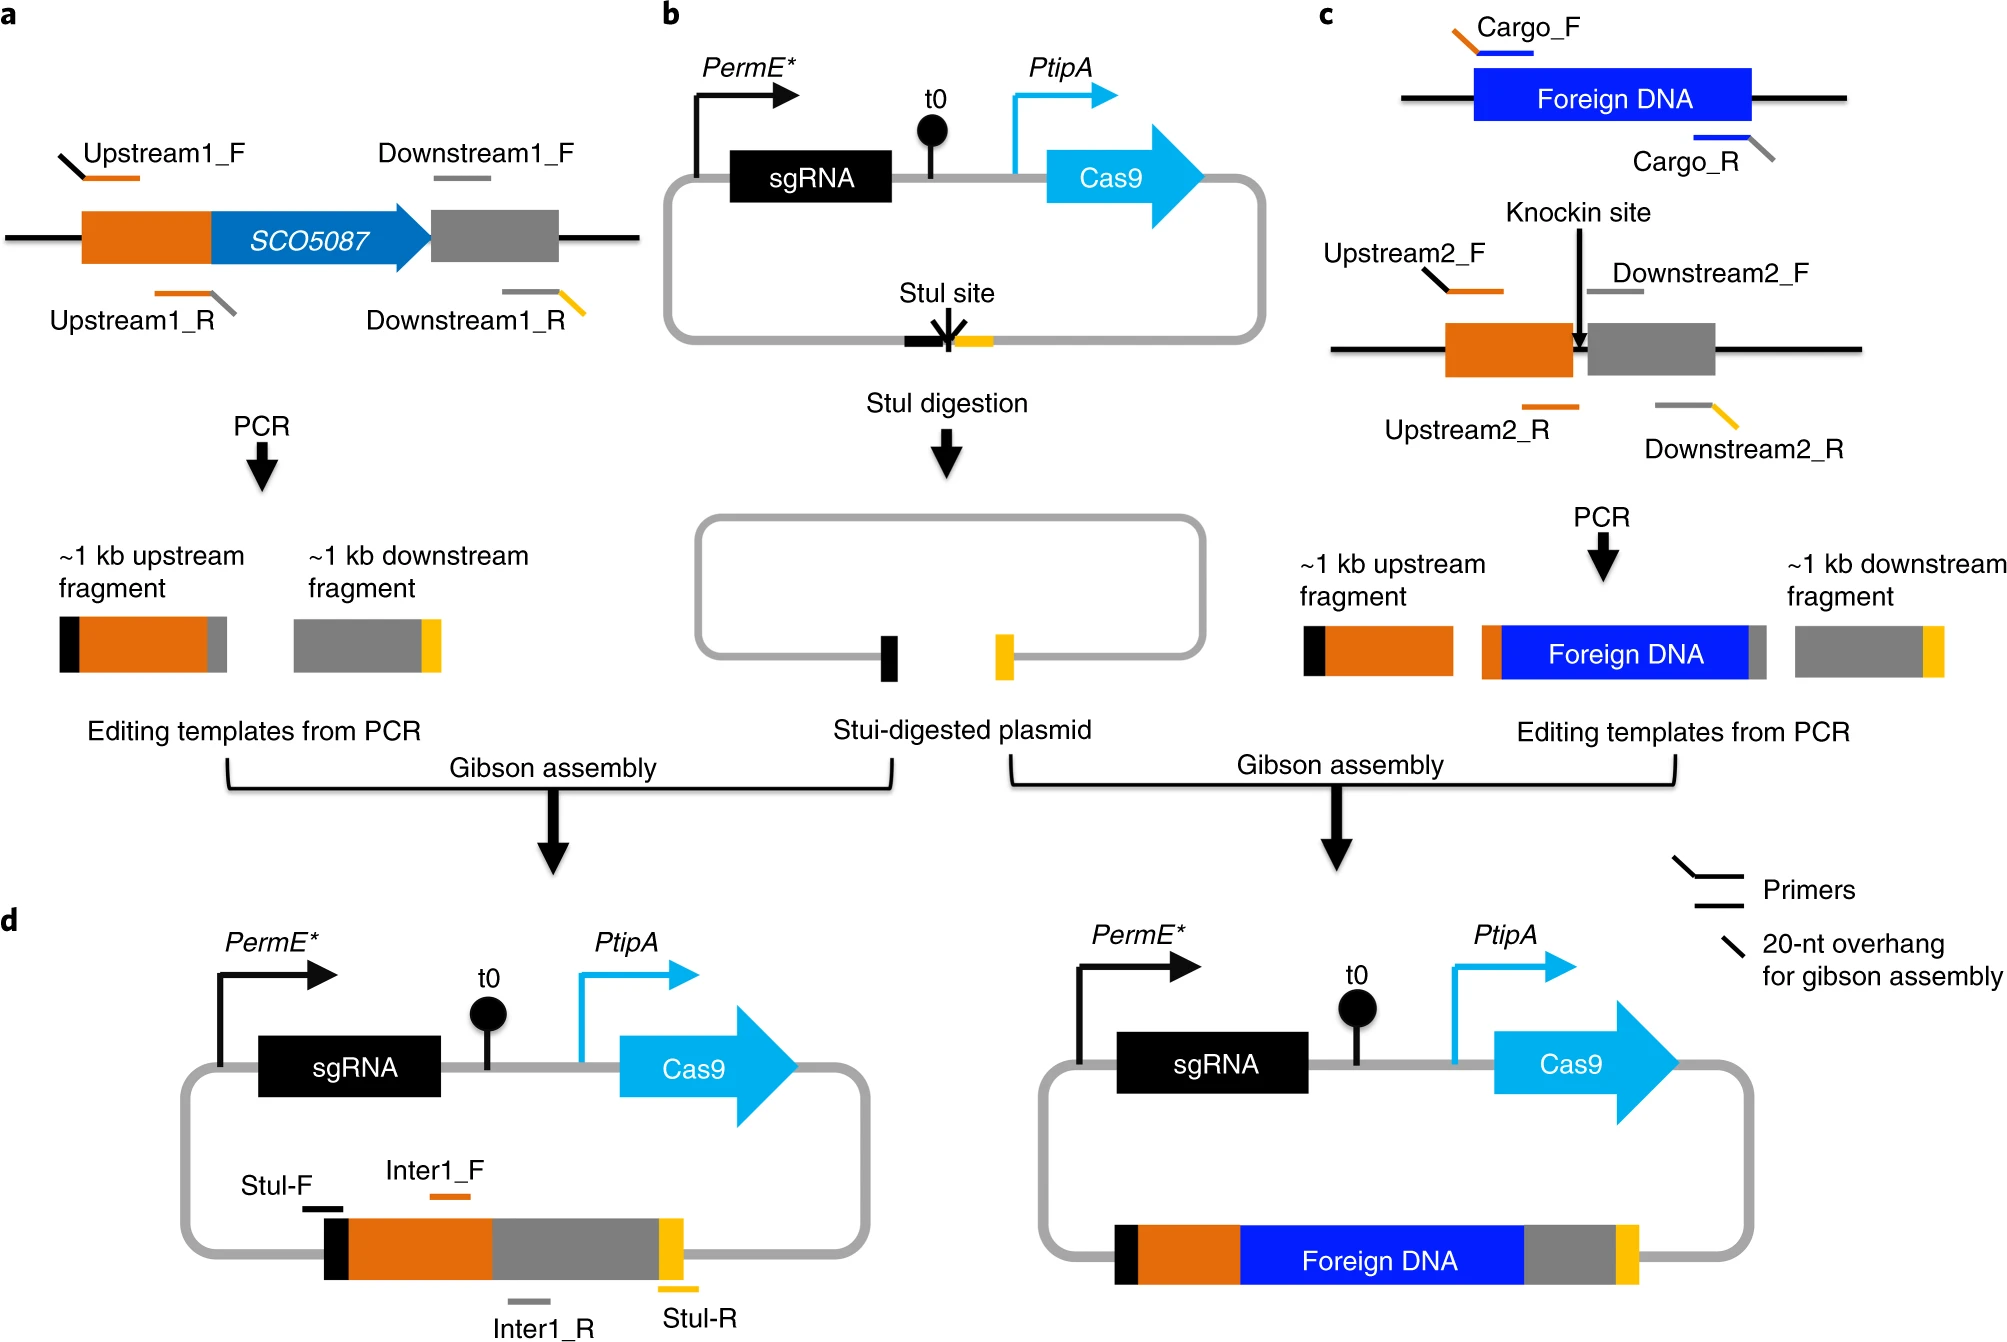 a
Upstream1_F
Downstream1_F
SCO5087
Upstream1_R
Downstream1_R
PCR
~1 kb upstream
fragment
~1 kb downstream
fragment
Editing templates from PCR
b
PermE*
t0
PtipA
sgRNA
Cas9
StuI site
StuI digestion
Stui-digested plasmid
c
Cargo_F
Foreign DNA
Cargo_R
Knockin site
Upstream2_F
Downstream2_F
Upstream2_R
Downstream2_R
PCR
~1 kb upstream
fragment
~1 kb downstream
fragment
Foreign DNA
Editing templates from PCR
Gibson assembly
Gibson assembly
Primers
20-nt overhang
for gibson assembly
d
PermE*
t0
PtipA
sgRNA
Cas9
StuI-F
Inter1_F
Inter1_R
StuI-R
PermE*
t0
PtipA
sgRNA
Cas9
Foreign DNA